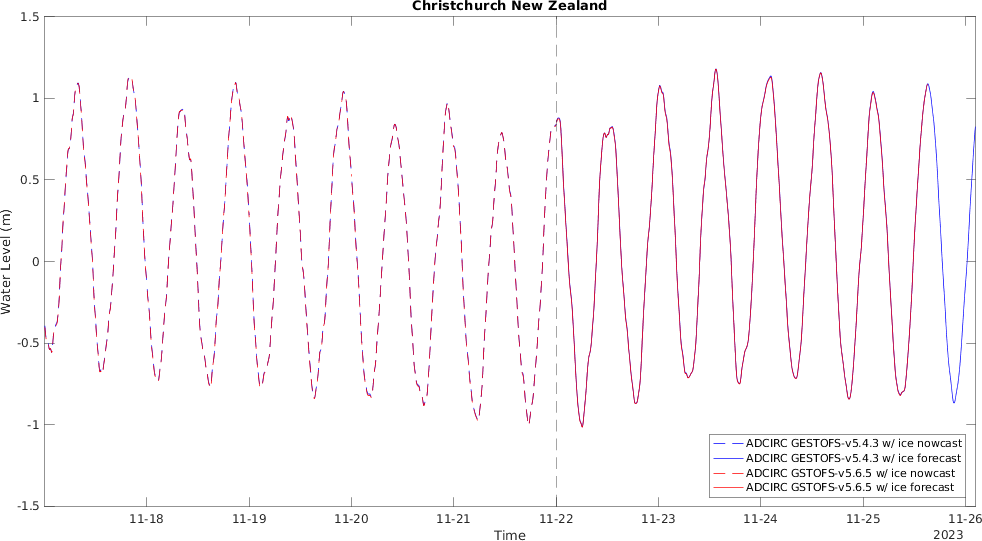 Christchurch New Zealand
1.5
1
0.5
0
-0.5
-1
-1.5
Water Level (m)
ADCIRC GESTOFS-v5.4.3 w/ ice nowcast
ADCIRC GESTOFS-v5.4.3 w/ ice forecast
ADCIRC GSTOFS-v5.6.5 w/ ice nowcast
ADCIRC GSTOFS-v5.6.5 w/ ice forecast
11-18 11-19 11-20 11-21 11-22 11-23 11-24 11-25 11-26
Time
2023